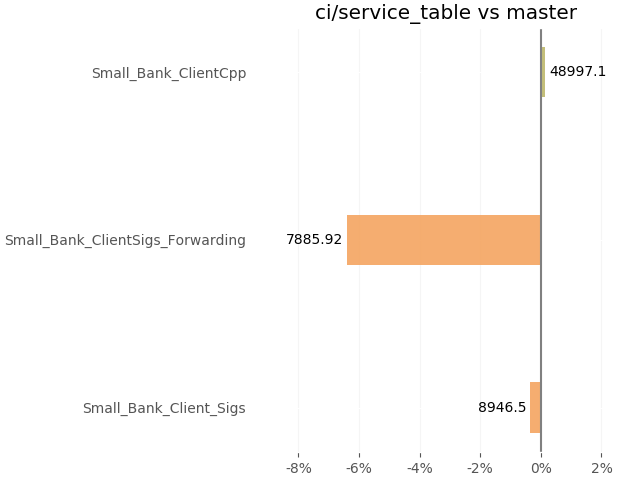 ci/service_table vs master
Small_Bank_ClientCpp
48997.1
Small_Bank_ClientSigs_Forwarding
7885.92
Small_Bank_Client_Sigs
8946.5
-8% -6% -4% -2% 0% 2%